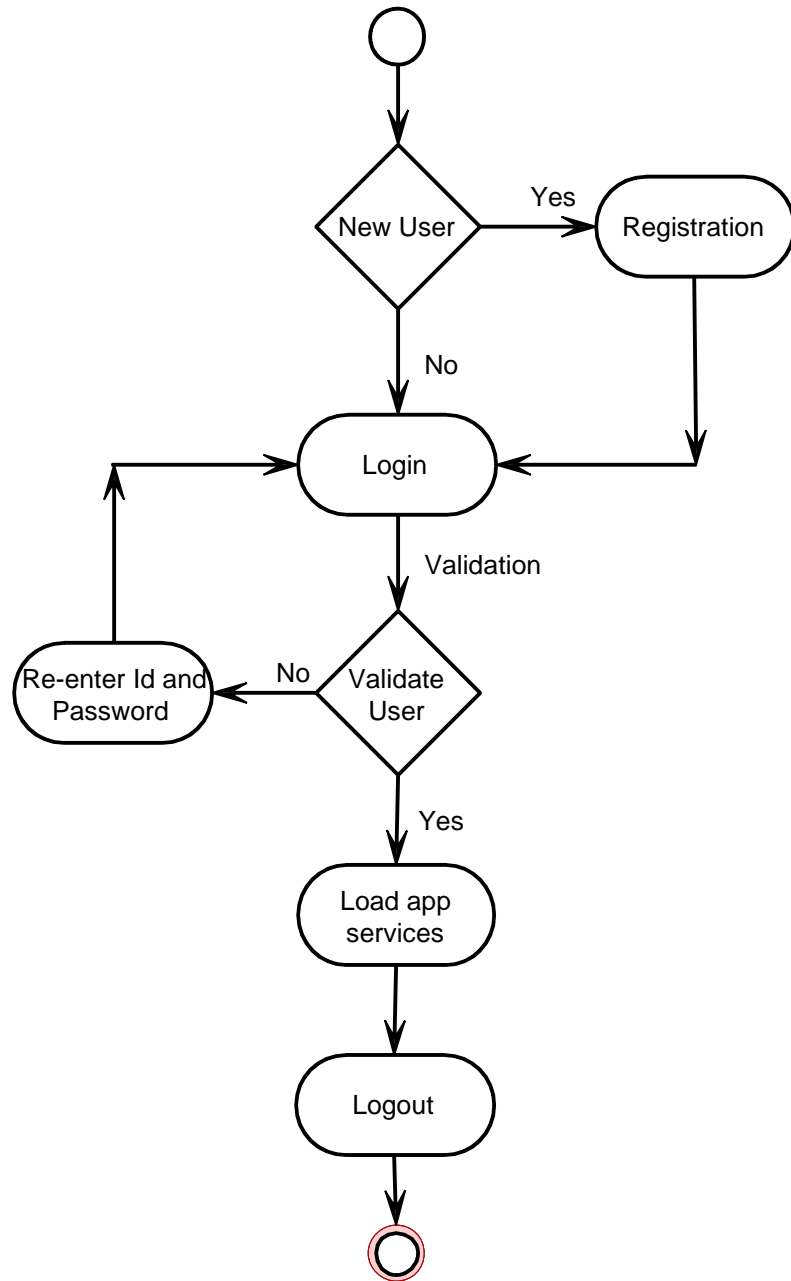 New User
Yes
Registration
No
Login
Validation
Re-enter Id and
Password
No
Validate
User
Yes
Load app
services
Logout